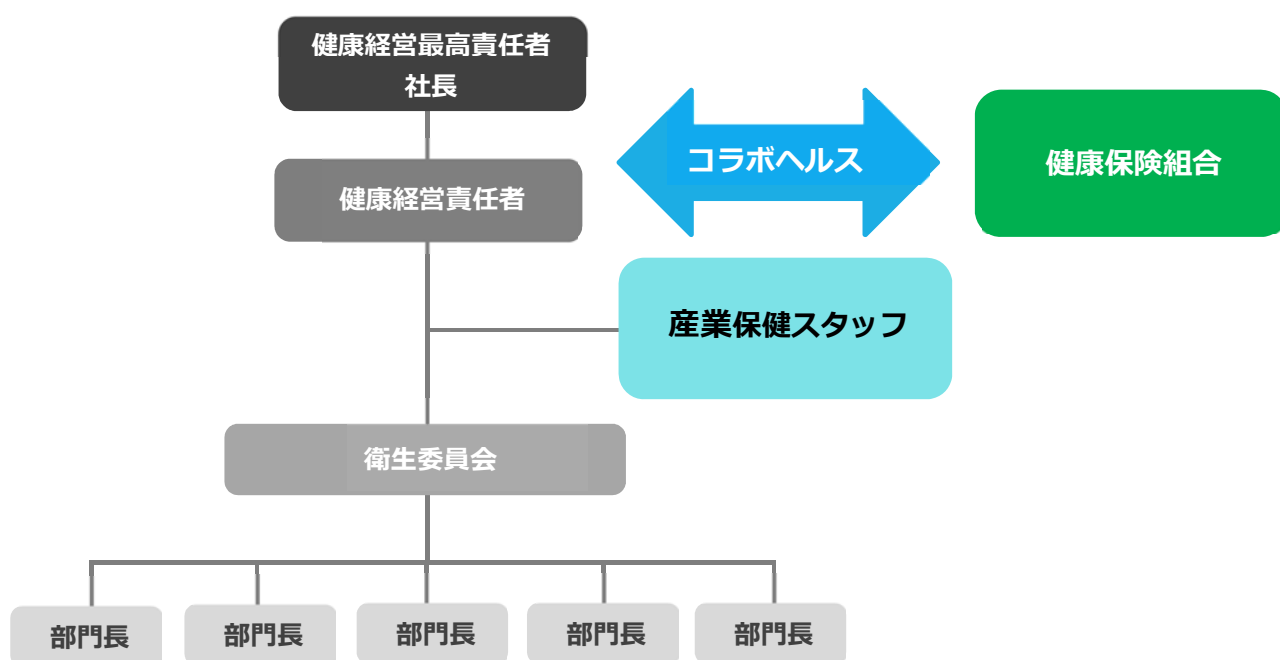 健康経営最高責任者
社長
コラボヘルス
健康保険組合
健康経営責任者
産業保健スタッフ
衛生委員会
部門長
部門長
部門長
部門長
部門長